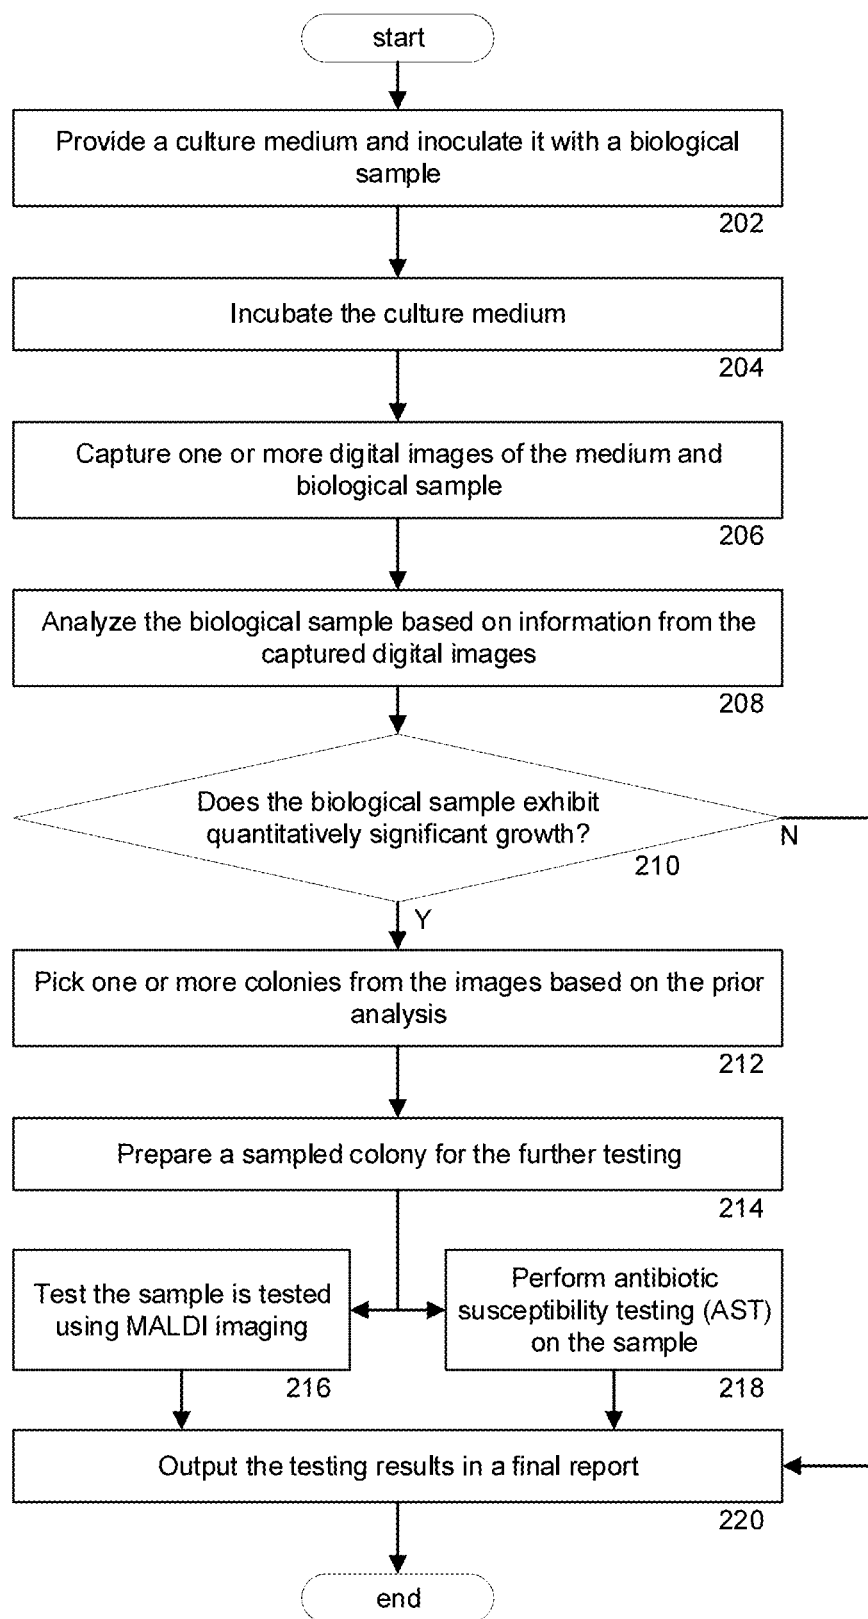 start
Provide a culture medium and inoculate it with a biological
sample
202
Incubate the culture medium
204
Capture one or more digital images of the medium and
biological sample
206
Analyze the biological sample based on information from the
captured digital images
208
Does the biological sample exhibit
quantitatively significant growth?
N
210
Y
Pick one or more colonies from the images based on the prior
analysis
212
Prepare a sampled colony for the further testing
214
Test the sample is tested
using MALDI imaging
216
Perform antibiotic
susceptibility testing (AST)
on the sample
218
Output the testing results in a final report
220
end